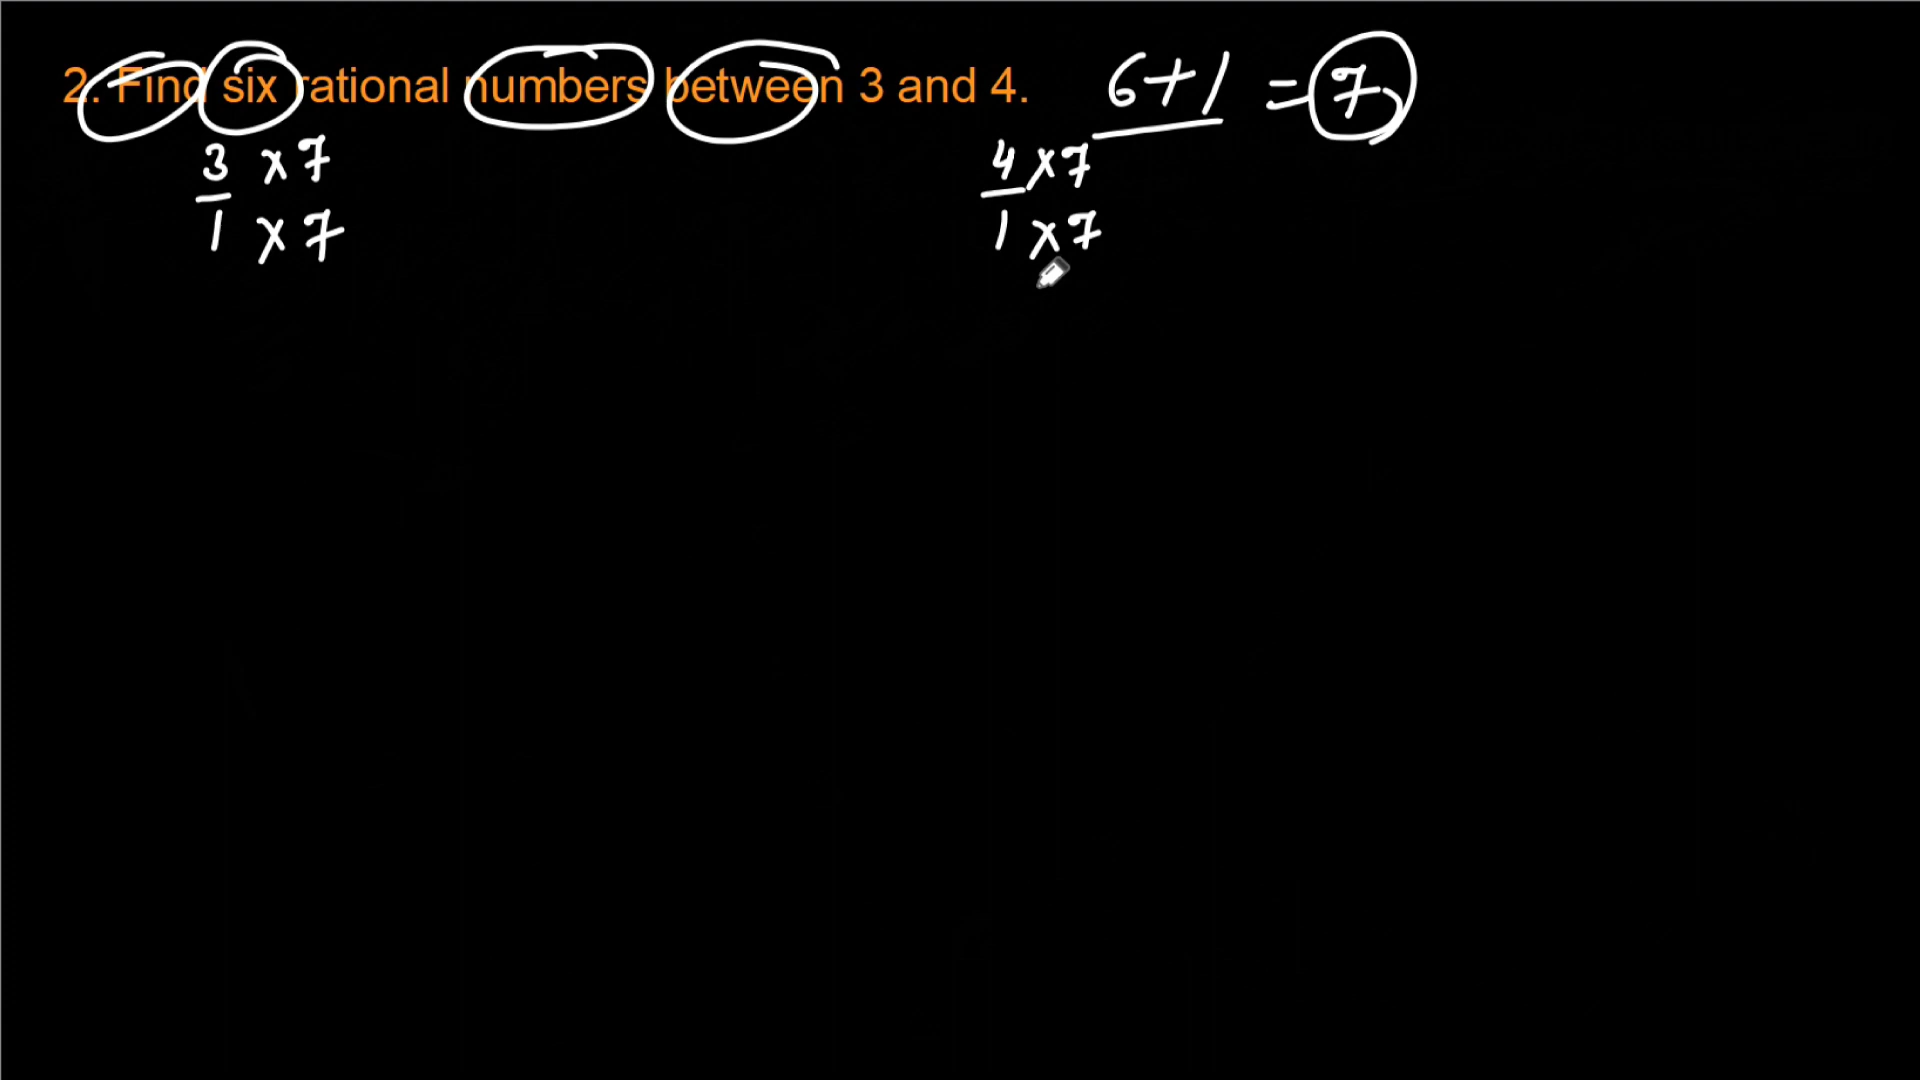 2. Find six rational numbers between 3 and 4. 6+1 = 7
3 x 7 4 x 7
1 x 7 1 x 7